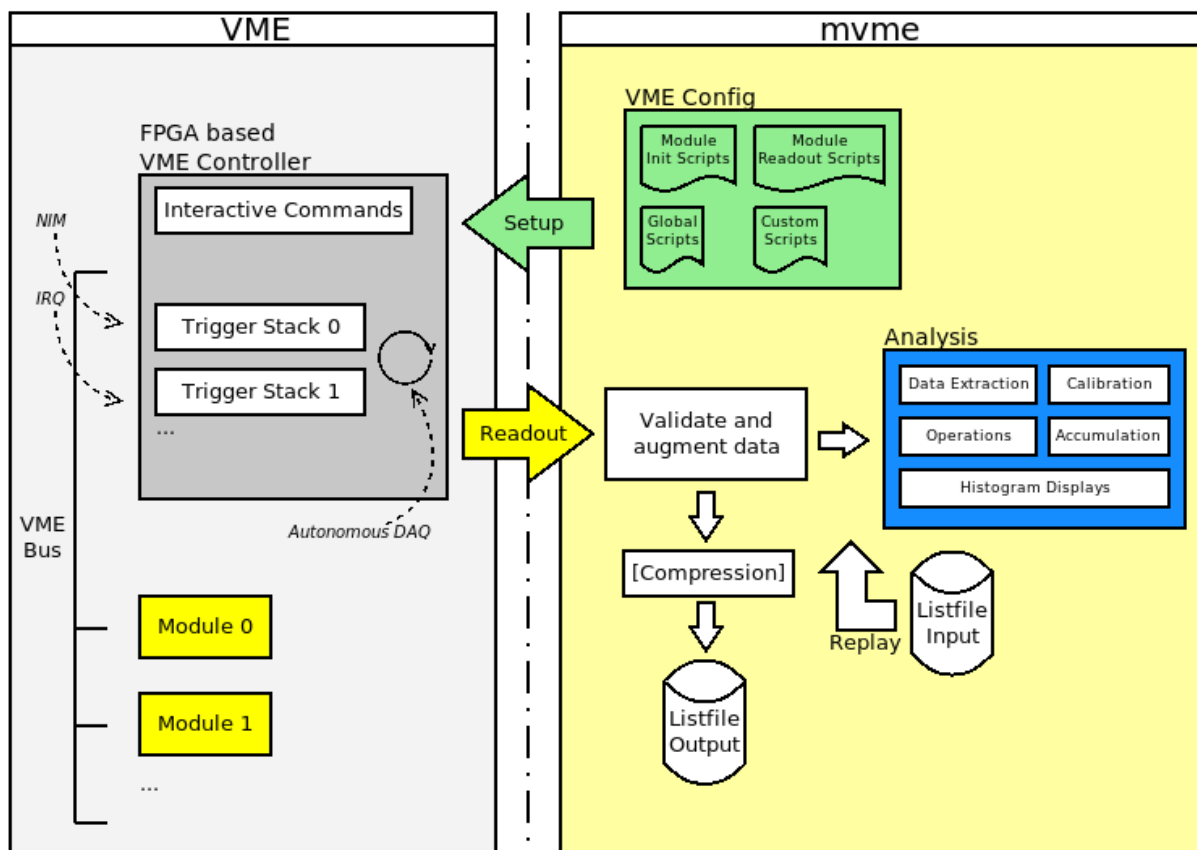 VME
mvme
FPGA based
VME Controller
Interactive Commands
NIM
IRQ
Trigger Stack 0
Trigger Stack 1
...
Autonomous DAQ
VME
Bus
Module 0
Module 1
...
Setup
Readout
VME Config
Module
Init Scripts
Module
Readout Scripts
Global
Scripts
Custom
Scripts
Validate and
augment data
[Compression]
Listfile
Output
Analysis
Data Extraction
Calibration
Operations
Accumulation
Histogram Displays
Replay
Listfile
Input